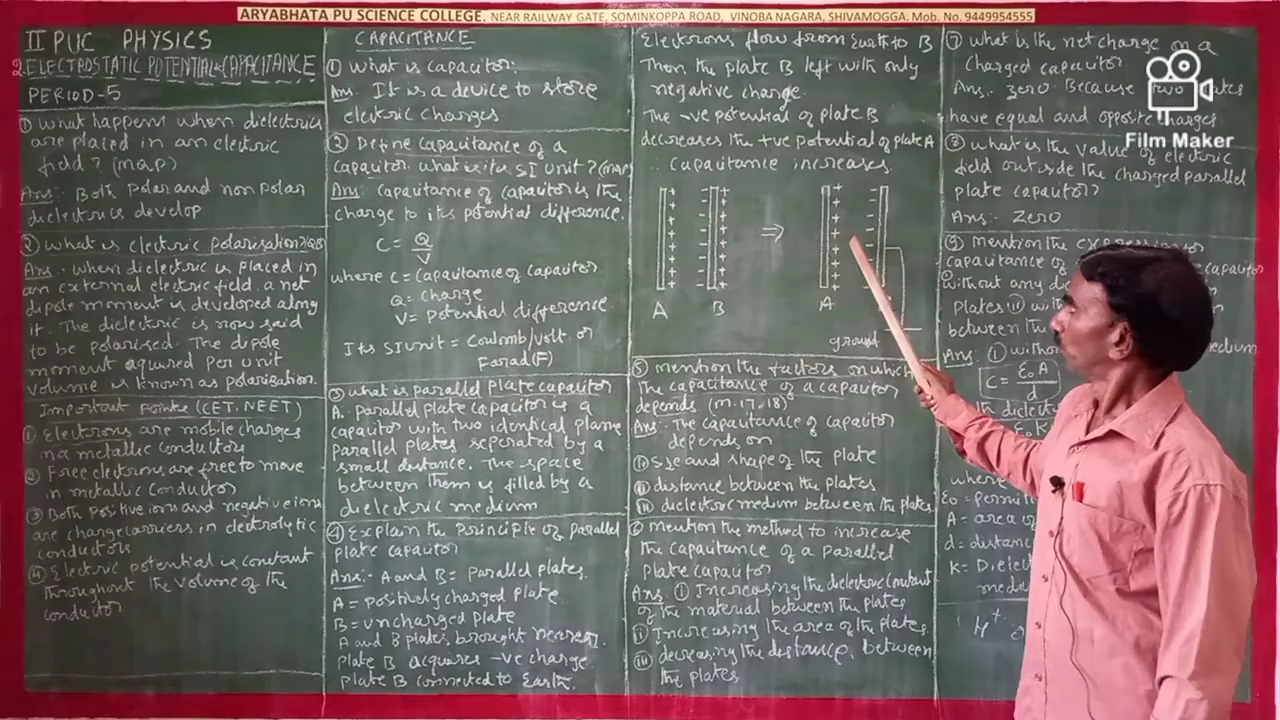 ARYABHATA PU SCIENCE COLLEGE. NEAR RAILWAY GATE, SOMINKOPPA ROAD, VINOBA NAGARA, SHIVAMOGGA. Mob. No. 9449954555
II PUC PHYSICS
2. ELECTROSTATIC POTENTIAL & CAPACITANCE
PERIOD-5
① What happens when dielectrics
are placed in an electric
field? (mqp)
Ans:- Both Polar and non Polar
dielectrics develop
② What is electric polarisation?
Ans:- when dielectric is placed in
an external electric field, a net
dipole moment is developed along
it. The dielectric is now said
to be polarised. The dipole
moment aquired Per unit
volume is known as polarisation.
Important Points (CET, NEET)
① Electrons are mobile charges
in a metallic conductors
② Free electrons are free to move
in metallic Conductor
③ Both Positive ions and negative ions
are charge carriers in electrolytic
conductors
④ Electric potential is constant
throughout the volume of the
conductor
CAPACITANCE
① What is capacitor?
Ans: It is a device to store
electric charges
② Define capacitance of a
capacitor. what is its SI unit? (mqp)
Ans: Capacitance of capacitor is the
charge to its potential difference.
C = Q/V
where C = Capacitance of Capacitor
Q = charge
V = Potential difference
Its SI unit = Coulomb/volt or
Farad (F)
③ What is parallel Plate capacitor
A. Parallel plate capacitor is a
capacitor with two identical plane
parallel plates seperated by a
small distance. The space
between them is filled by a
dielectric medium
④ Explain the Principle of Parallel
plate capacitor
Ans:- A and B = Parallel plates.
A = Positively charged plate
B = uncharged plate
A and B plates brought nearest.
Plate B acquires -ve charge
plate B connected to Earth.
Electrons flow from Earth to B
Then the plate B left with only
negative charge.
The -ve potential of plate B
decreases the +ve potential of plate A
∴ Capacitance increases
A B ⇒ A
ground
⑤ mention the factors on which
The capacitance of a capacitor
depends (M.17,18)
Ans: The capacitance of capacitor
depends on
i) Size and shape of the plate
ii) distance between the plates
iii) dielectric medium between the plates
⑥ mention the method to increase
the capacitance of a parallel
Plate capacitor
Ans: i) Increasing the dielectric constant
of the material between the plates
ii) Increasing the area of the plates.
iii) decreasing the distance, between
the plates
⑦ what is the net charge on a
charged capacitor
Ans:- Zero. Because two plates
have equal and opposite charges
⑧ what is the value of electric
field outside the charged parallel
plate capacitor?
Ans:- Zero
⑨ mention the expression for
capacitance of capacitor
① without any
Plates ii) with
between the
Ans: ① without medium
C = ε₀A/d
dielectric
ε₀K
where
ε₀ = permi
A = area of
d = distanc
K = Dielec
media
Film Maker